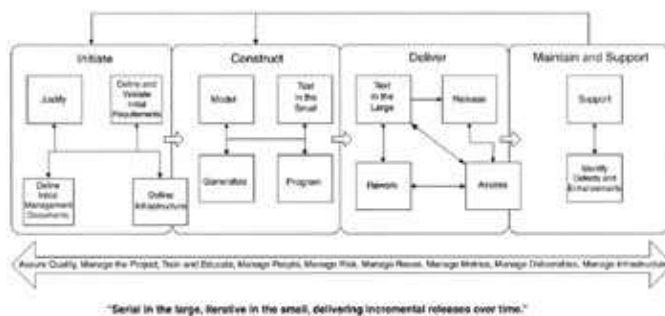 Initiate
Construct
Deliver
Maintain and Support
Justify
Define and
Validate
Initial
Requirements
Model
Test
in the
Small
Test
in the
Large
Release
Support
Define
Initial
Management
Documents
Define
Infrastructure
Generalize
Program
Rework
Assess
Identify
Defects and
Enhancements
Assure Quality, Manage the Project, Train and Educate, Manage People, Manage Risk, Manage Reuse, Manage Metrics, Manage Deliverables, Manage Infrastructure
"Serial in the large, iterative in the small, delivering incremental releases over time."